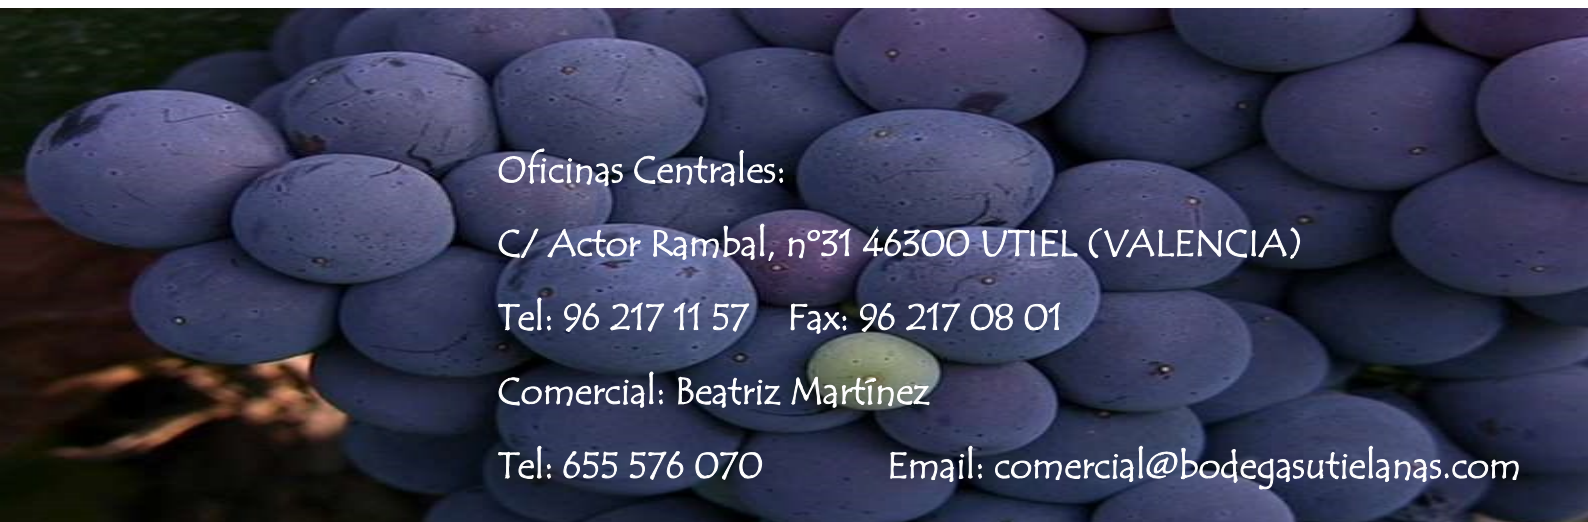 Oficinas Centrales:
C/ Actor Rambal, nº31 46300 UTIEL (VALENCIA)
Tel: 96 217 11 57 Fax: 96 217 08 01
Comercial: Beatriz Martínez
Tel: 655 576 070 Email: comercial@bodegasutielanas.com